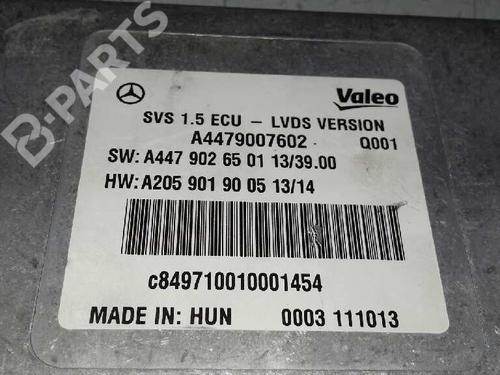 B-PARTS
Valeo
SVS 1.5 ECU - LVDS VERSION
A4479007602 Q001
SW: A447 902 65 01 13/39.00
HW: A205 901 90 05 13/14
c849710010001454
MADE IN: HUN 0003 111013